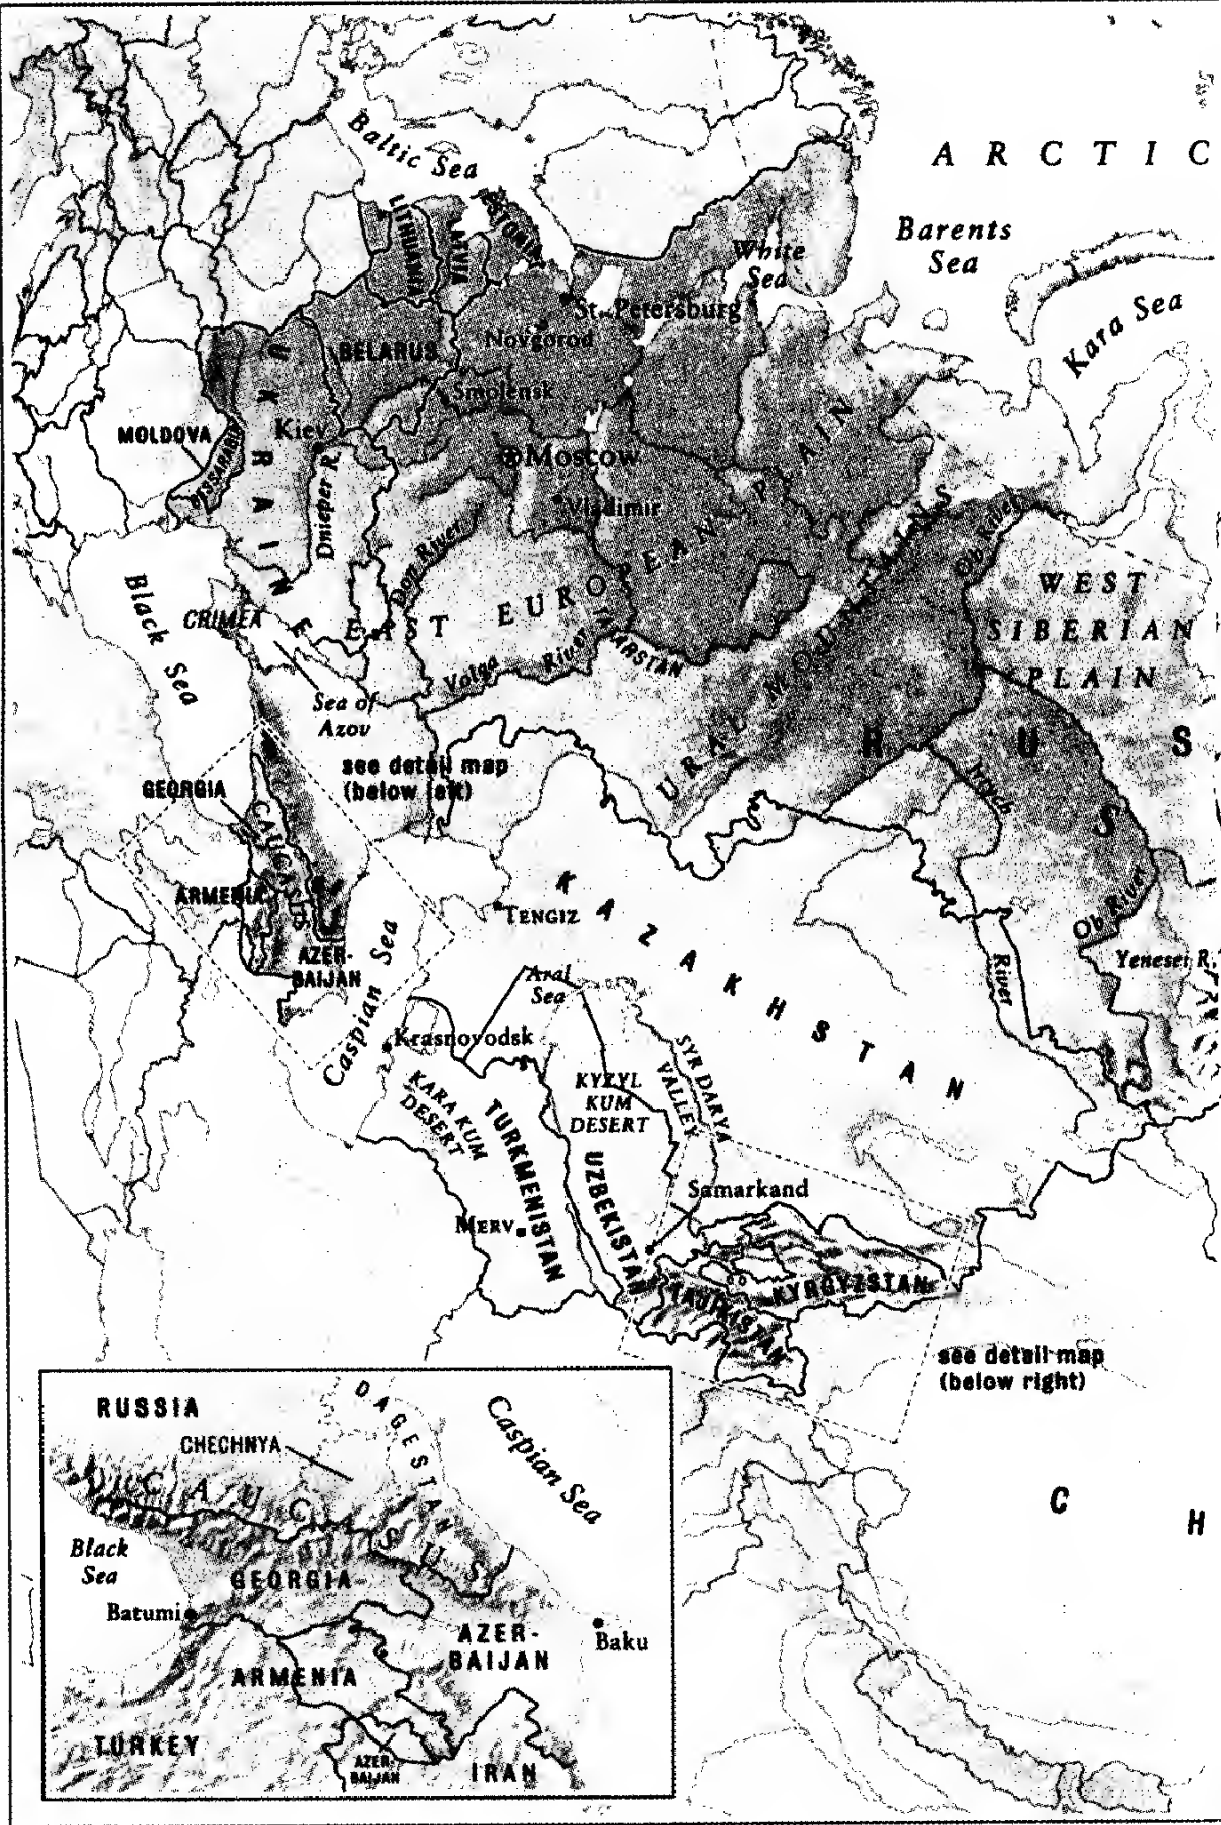 Baltic Sea
ARCTIC
Barents
Sea
Kara Sea
White
Sea
LITHUANIA
LATVIA
ESTONIA
St. Petersburg
Novgorod
BELARUS
Smolensk
UKRAINE
Kiev
MOLDOVA
BESSARABIA
Moscow
Vladimir
Dnieper R.
Don River
EAST EUROPEAN PLAIN
Black Sea
CRIMEA
Sea of
Azov
Volga River
TATARSTAN
URAL MOUNTAINS
Ob River
WEST
SIBERIAN
PLAIN
R U S S
see detail map
(below left)
GEORGIA
CAUCASUS
ARMENIA
AZER-
BAIJAN
Caspian Sea
TENGIZ
KAZAKHSTAN
Irtysh
River
Ob River
Yenesei R.
Aral
Sea
Krasnovodsk
KARA KUM
DESERT
TURKMENISTAN
KYZYL
KUM
DESERT
SYR DARYA
VALLEY
UZBEKISTAN
Samarkand
MERV
TAJIKISTAN
KYRGYZSTAN
see detail map
(below right)
C H
RUSSIA
CHECHNYA
DAGESTAN
Caspian Sea
CAUCASUS
Black
Sea
GEORGIA
Batumi
AZER-
BAIJAN
Baku
ARMENIA
TURKEY
AZER-
BAIJAN
IRAN
S